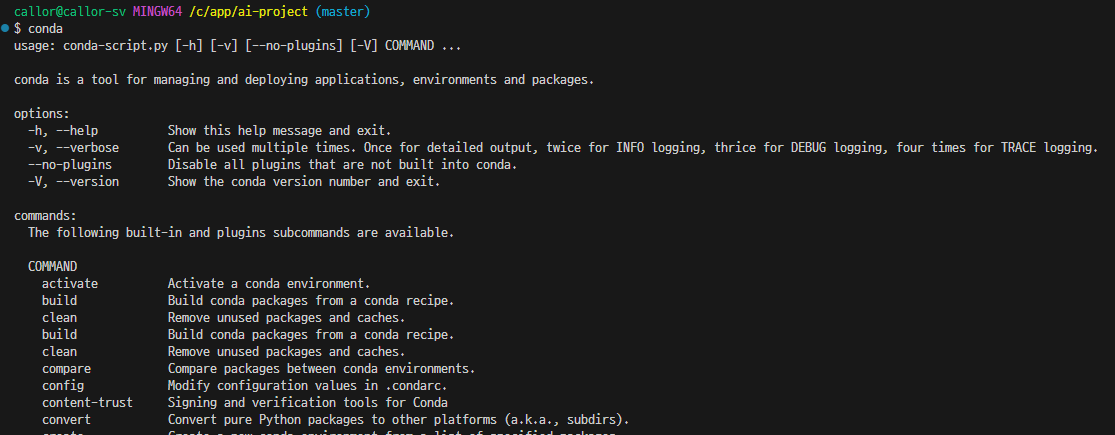 callor@callor-sv MINGW64 /c/app/ai-project (master)
$ conda
usage: conda-script.py [-h] [-v] [--no-plugins] [-V] COMMAND ...
conda is a tool for managing and deploying applications, environments and packages.
options:
-h, --help Show this help message and exit.
-v, --verbose Can be used multiple times. Once for detailed output, twice for INFO logging, thrice for DEBUG logging, four times for TRACE logging.
--no-plugins Disable all plugins that are not built into conda.
-V, --version Show the conda version number and exit.
commands:
The following built-in and plugins subcommands are available.
COMMAND
activate Activate a conda environment.
build Build conda packages from a conda recipe.
clean Remove unused packages and caches.
build Build conda packages from a conda recipe.
clean Remove unused packages and caches.
compare Compare packages between conda environments.
config Modify configuration values in .condarc.
content-trust Signing and verification tools for Conda
convert Convert pure Python packages to other platforms (a.k.a., subdirs).